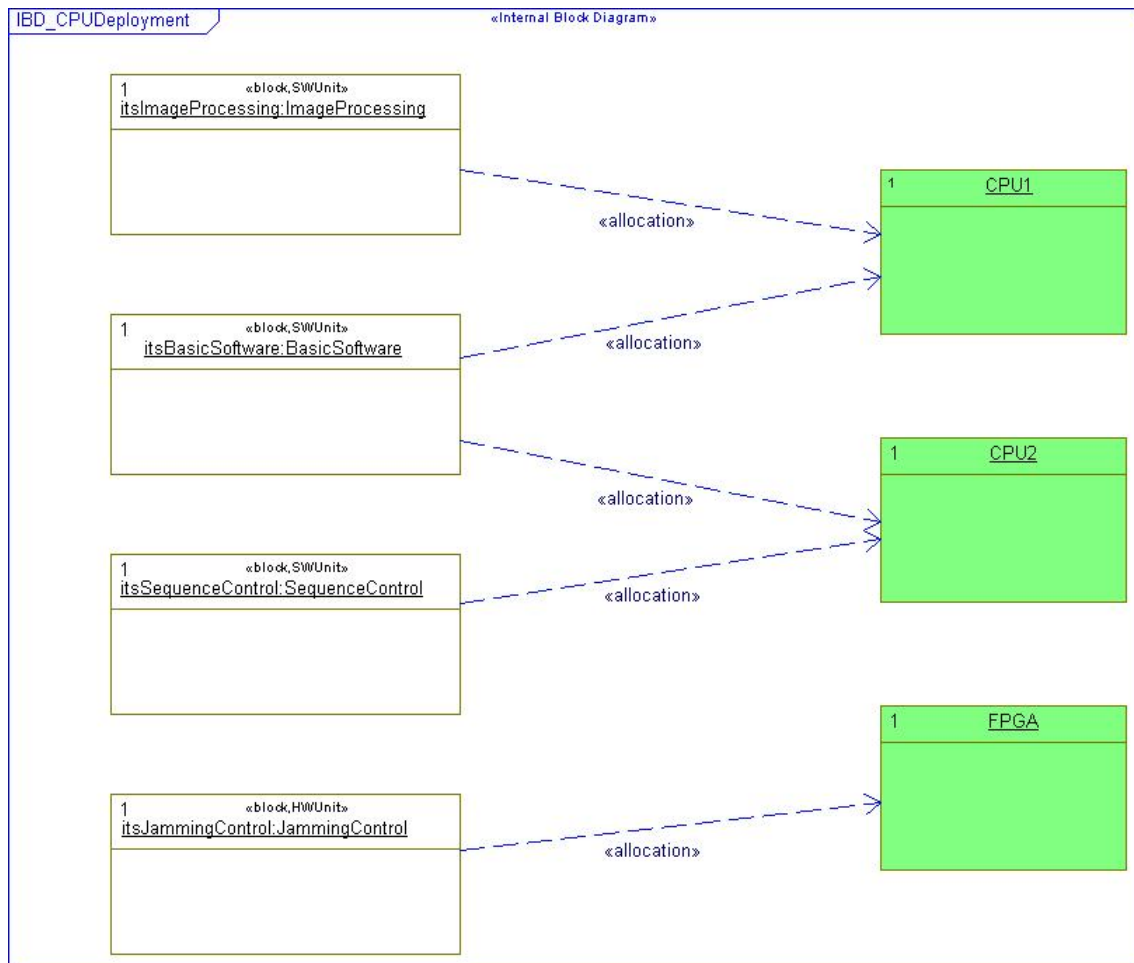 IBD_CPUDeployment
«Internal Block Diagram»
1
«block,SWUnit»
itsImageProcessing:ImageProcessing
1
CPU1
«allocation»
1
«block,SWUnit»
itsBasicSoftware:BasicSoftware
«allocation»
1
CPU2
«allocation»
1
«block,SWUnit»
itsSequenceControl:SequenceControl
«allocation»
1
FPGA
1
«block,HWUnit»
itsJammingControl:JammingControl
«allocation»